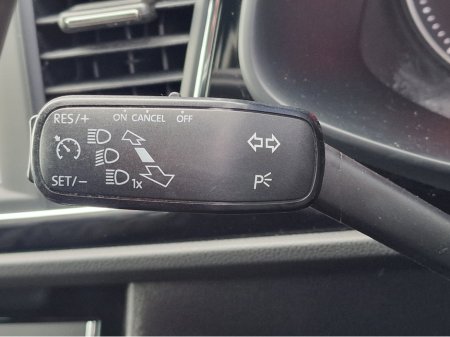 RES/+ ON CANCEL OFF
SET/- 1x
P